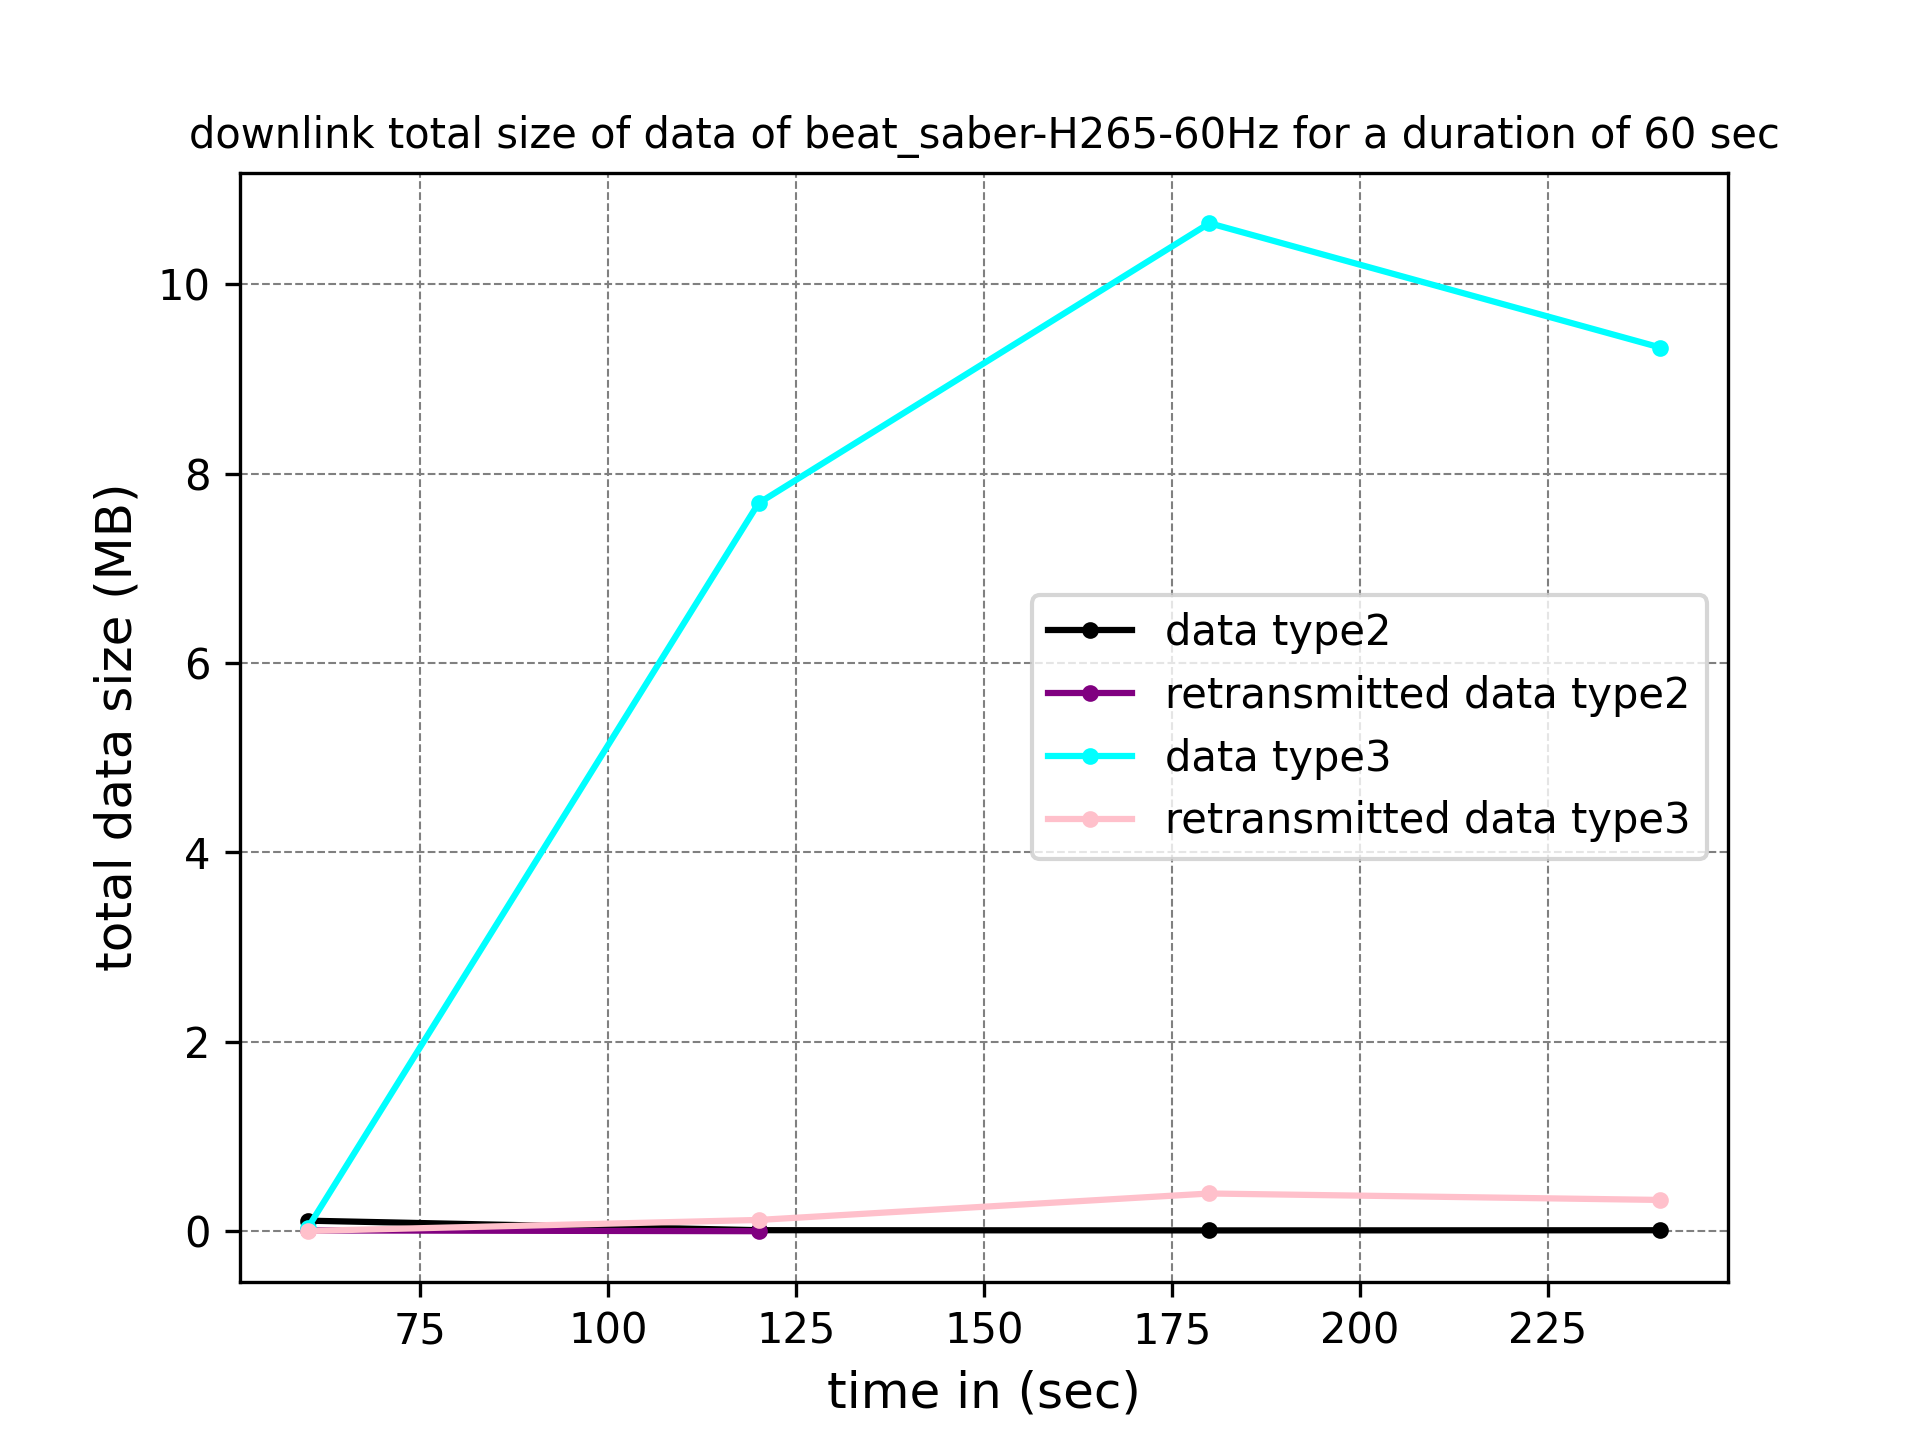 downlink total size of data of beat_saber-H265-60Hz for a duration of 60 sec
total data size (MB)
10
8
6
4
2
0
data type2
retransmitted data type2
data type3
retransmitted data type3
75 100 125 150 175 200 225
time in (sec)